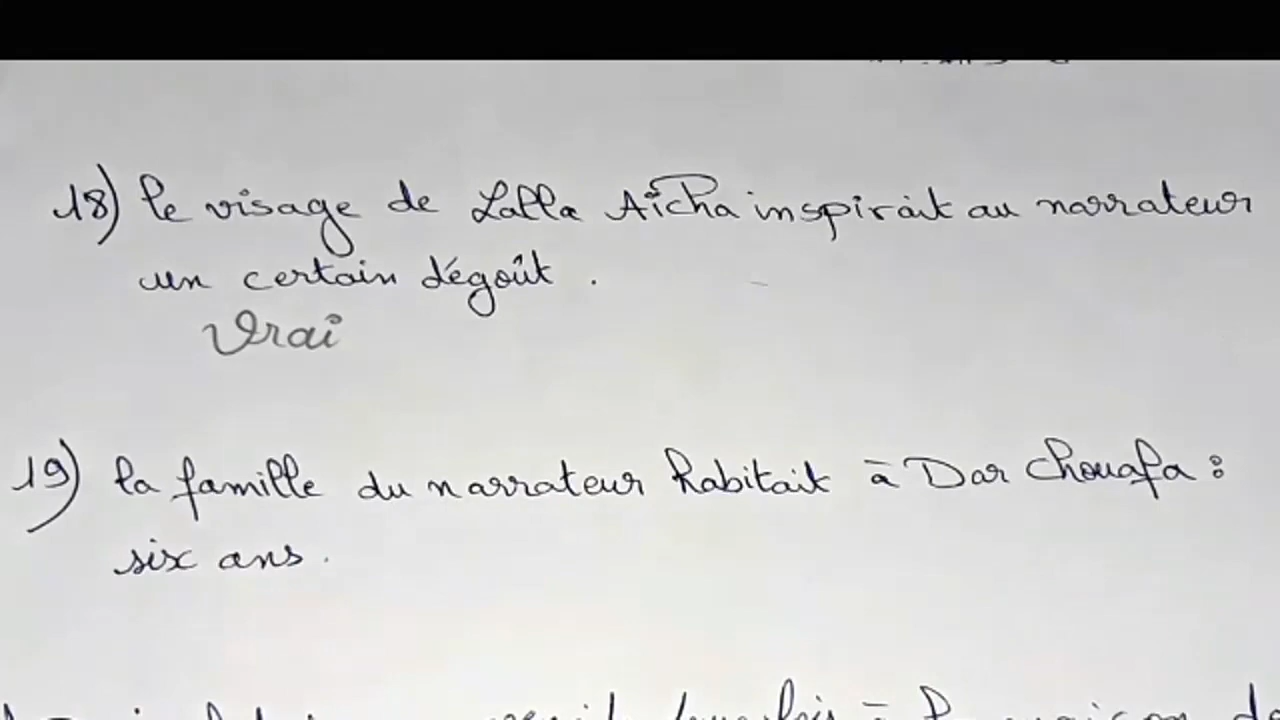 18) le visage de Lalla Aïcha inspirait au narrateur
un certain dégoût .
Vrai
19) la famille du narrateur habitait à Dar chouafa :
six ans .